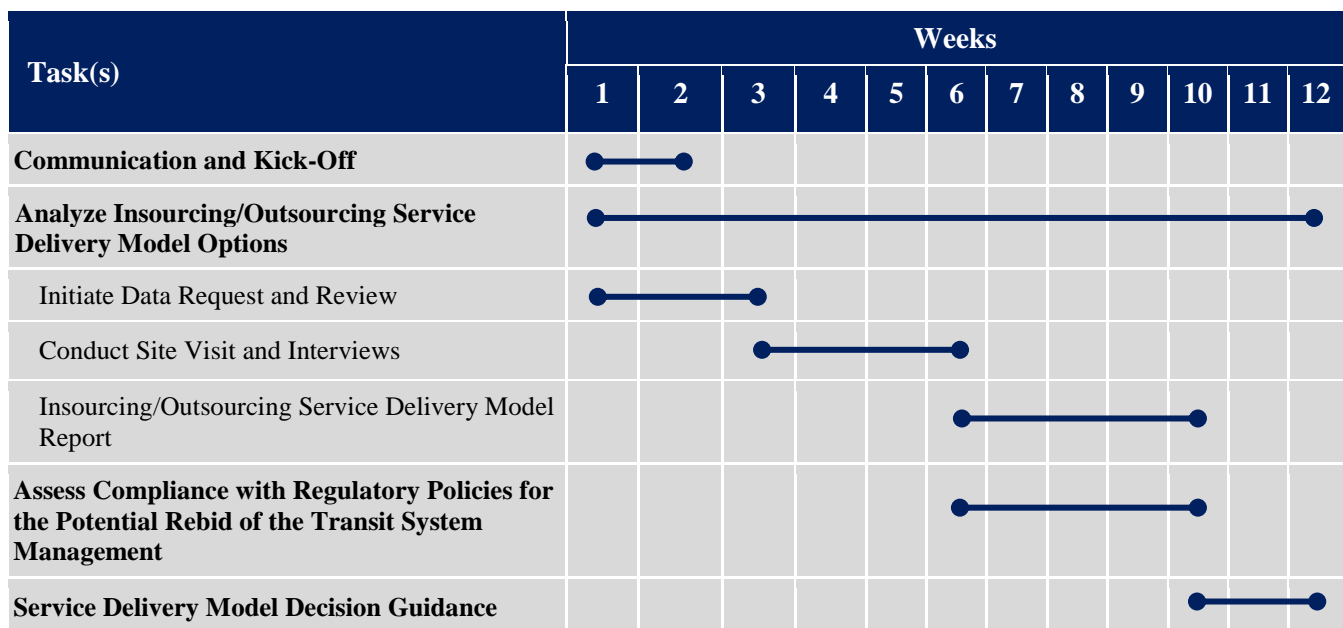 Weeks
Task(s)
1 2 3 4 5 6 7 8 9 10 11 12
Communication and Kick-Off
Analyze Insourcing/Outsourcing Service
Delivery Model Options
Initiate Data Request and Review
Conduct Site Visit and Interviews
Insourcing/Outsourcing Service Delivery Model
Report
Assess Compliance with Regulatory Policies for
the Potential Rebid of the Transit System
Management
Service Delivery Model Decision Guidance